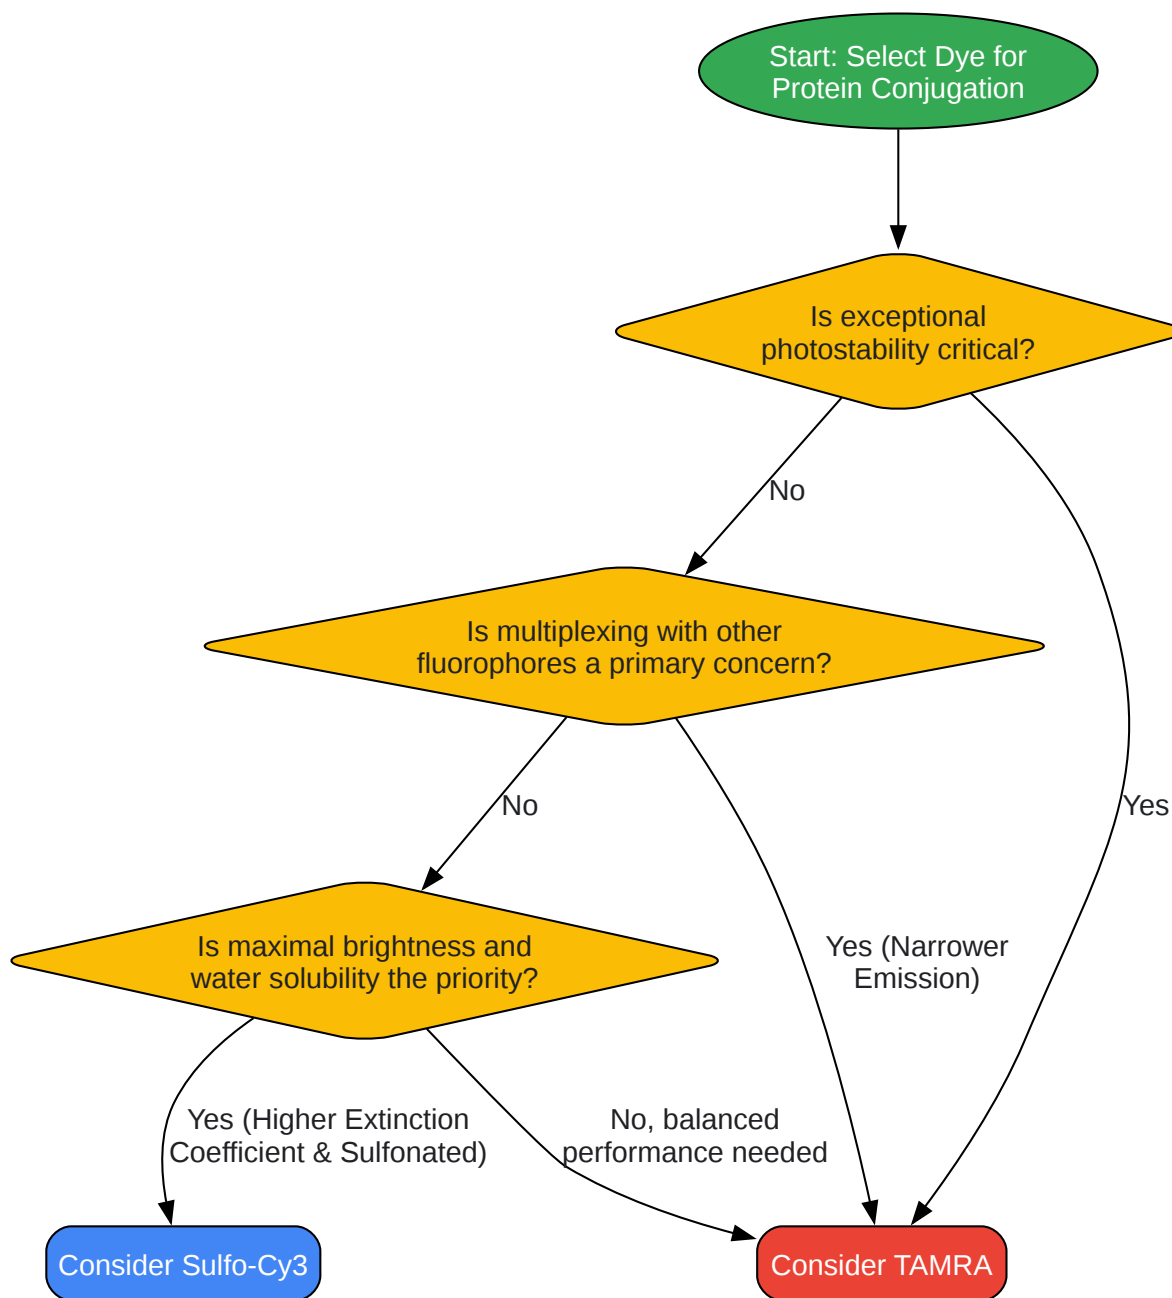 Start: Select Dye for
Protein Conjugation
Is exceptional
photostability critical?
No
Is multiplexing with other
fluorophores a primary concern?
No
Yes
Is maximal brightness and
water solubility the priority?
Yes (Narrower
Emission)
Yes (Higher Extinction
Coefficient & Sulfonated)
No, balanced
performance needed
Consider Sulfo-Cy3
Consider TAMRA